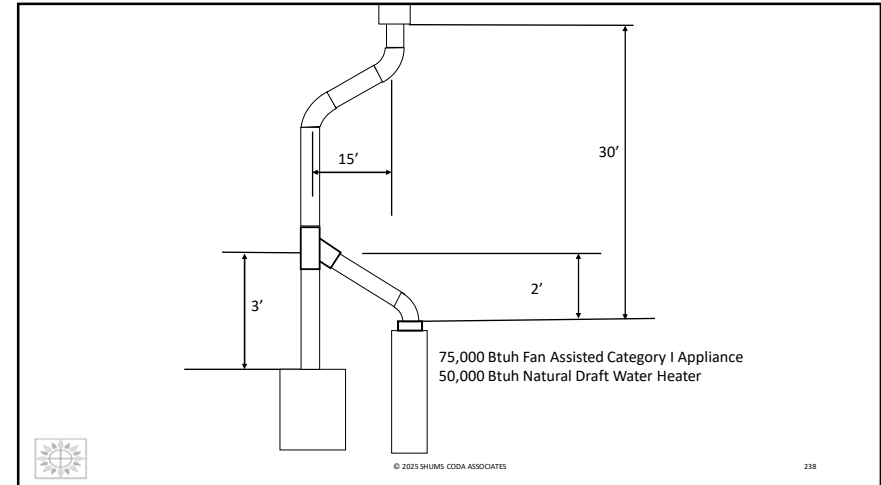 15’
30’
3’
2’
75,000 Btuh Fan Assisted Category I Appliance
50,000 Btuh Natural Draft Water Heater
© 2025 SHUMS CODA ASSOCIATES
238